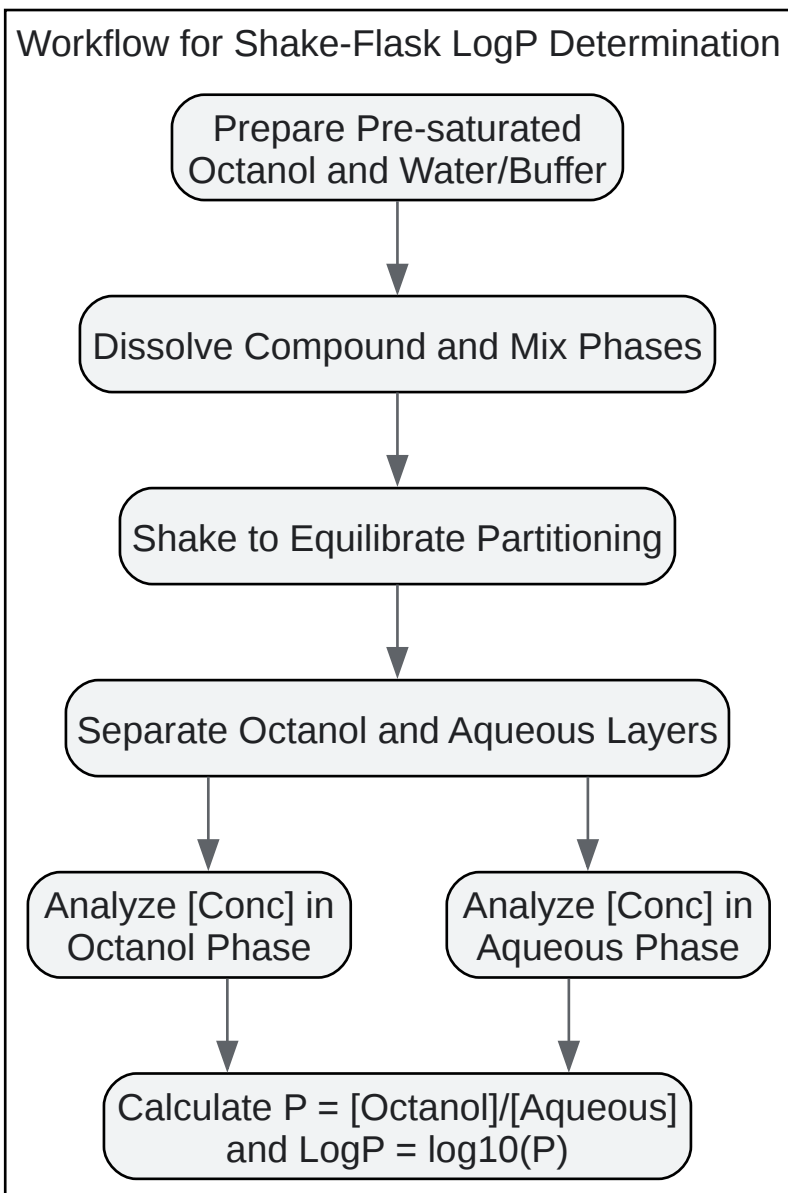 Workflow for Shake-Flask LogP Determination
Prepare Pre-saturated
Octanol and Water/Buffer
Dissolve Compound and Mix Phases
Shake to Equilibrate Partitioning
Separate Octanol and Aqueous Layers
Analyze [Conc] in
Octanol Phase
Analyze [Conc] in
Aqueous Phase
Calculate P = [Octanol]/[Aqueous]
and LogP = log10(P)